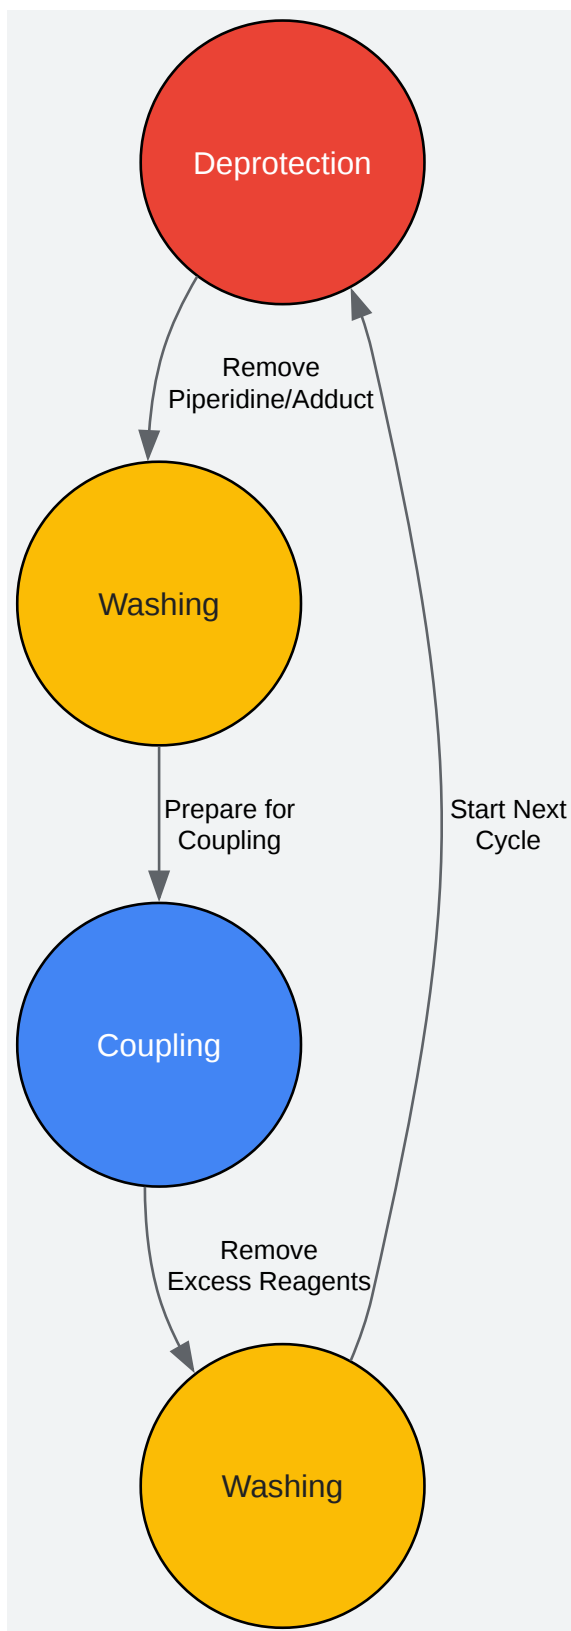 Deprotection
Remove
Piperidine/Adduct
Washing
Prepare for
Coupling
Start Next
Cycle
Coupling
Remove
Excess Reagents
Washing